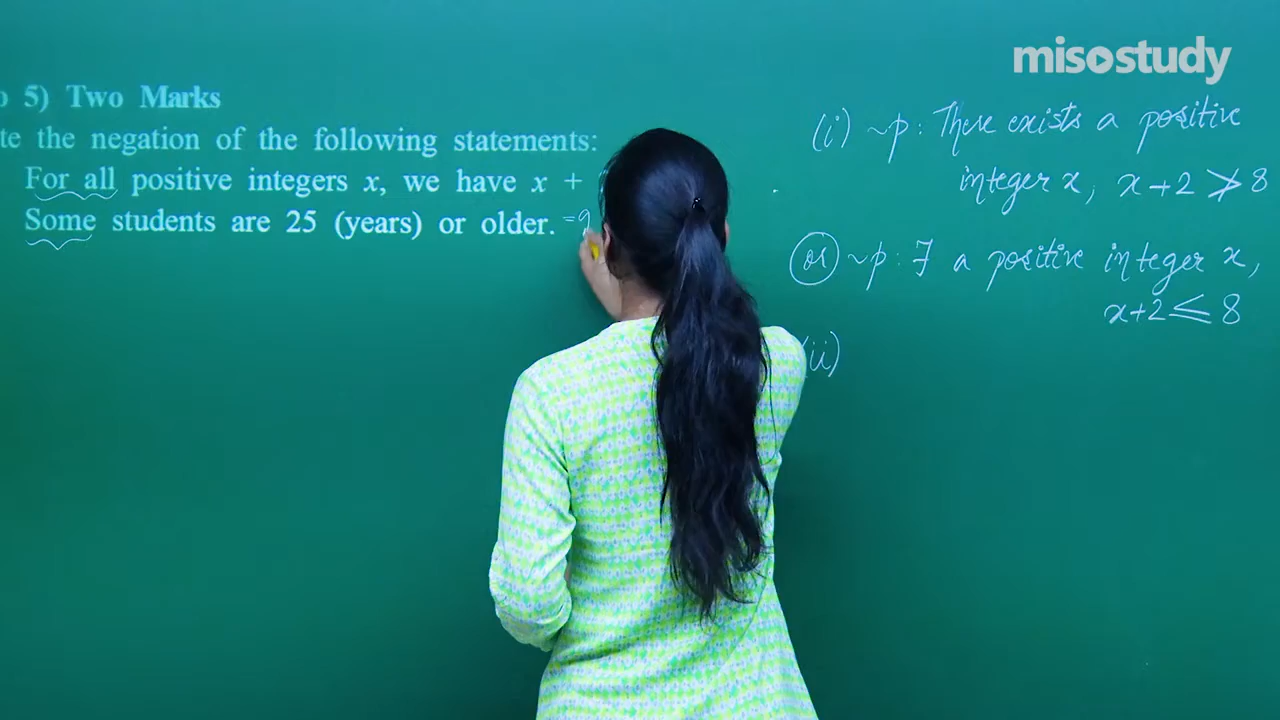 misostudy
o 5) Two Marks
te the negation of the following statements:
For all positive integers x, we have x +
Some students are 25 (years) or older. =q
(i) ~p : There exists a positive
integer x, x+2 ≯ 8
(or) ~p : ∃ a positive integer x,
x+2 ≤ 8
(ii)